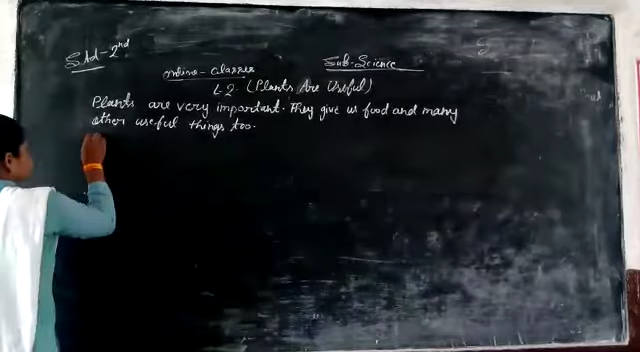 Std-2nd
Online-Classes Sub-Science
L-2 (Plants Are Useful)
Plants are very important. They give us food and many
other useful things too.